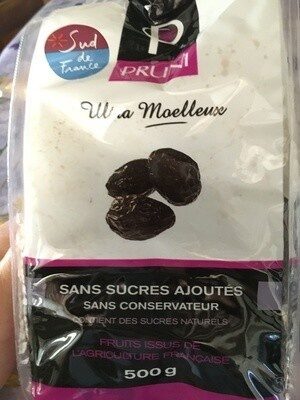 Sud
de
France
Ultra Moelleux
SANS SUCRES AJOUTÉS
SANS CONSERVATEUR
CONTIENT DES SUCRES NATURELS
FRUITS ISSUS DE
L'AGRICULTURE FRANÇAISE
500 g